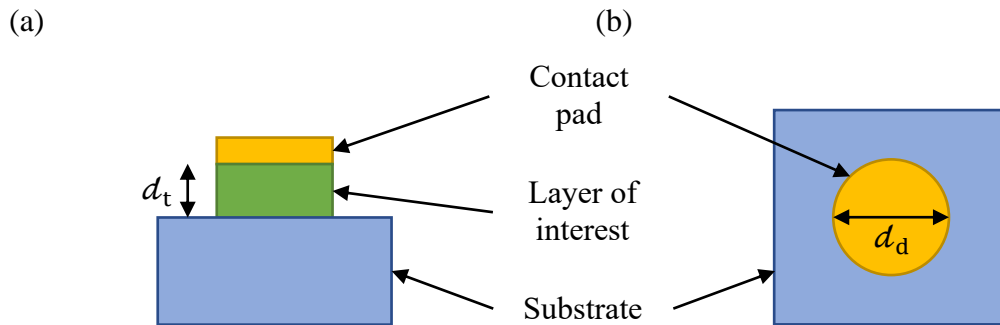 (a)
(b)
Contact
pad
d_t
Layer of
interest
d_d
Substrate